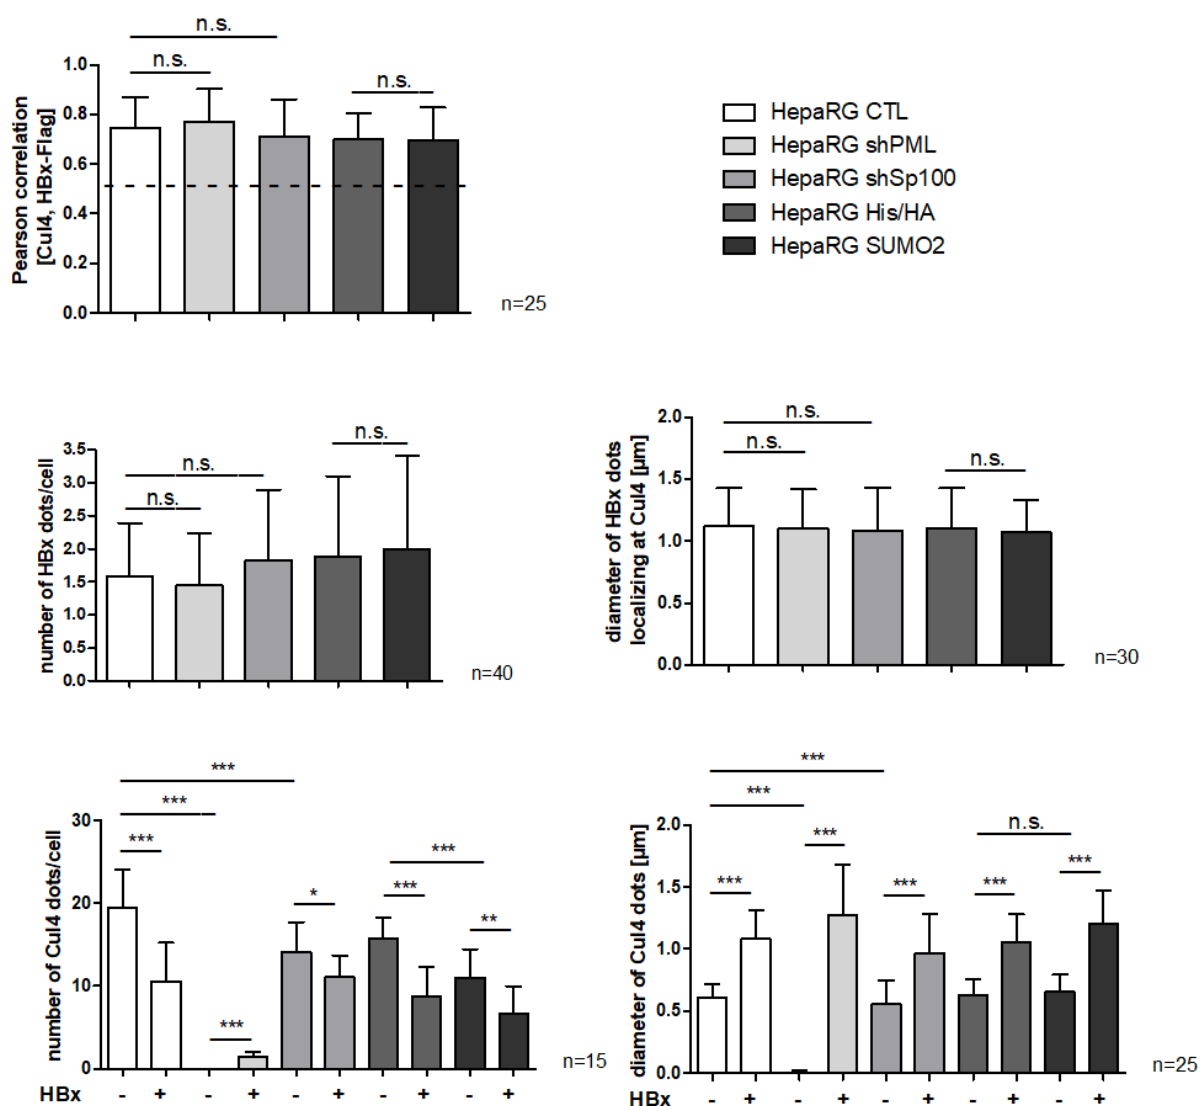 n.s.
n.s.
n.s.
1.0
0.8
0.6
0.4
0.2
0.0
Pearson correlation
[Cul4, HBx-Flag]
n=25
HepaRG CTL
HepaRG shPML
HepaRG shSp100
HepaRG His/HA
HepaRG SUMO2
n.s.
n.s.
n.s.
3.5
3.0
2.5
2.0
1.5
1.0
0.5
0.0
number of HBx dots/cell
n=40
n.s.
n.s.
n.s.
2.0
1.5
1.0
0.5
0.0
diameter of HBx dots
localizing at Cul4 [µm]
n=30
***
***
***
***
*
***
***
**
***
30
20
10
0
number of Cul4 dots/cell
n=15
HBx - + - + - + - + - +
***
***
n.s.
***
***
***
***
***
2.0
1.5
1.0
0.5
0.0
diameter of Cul4 dots [µm]
n=25
HBx - + - + - + - + - +